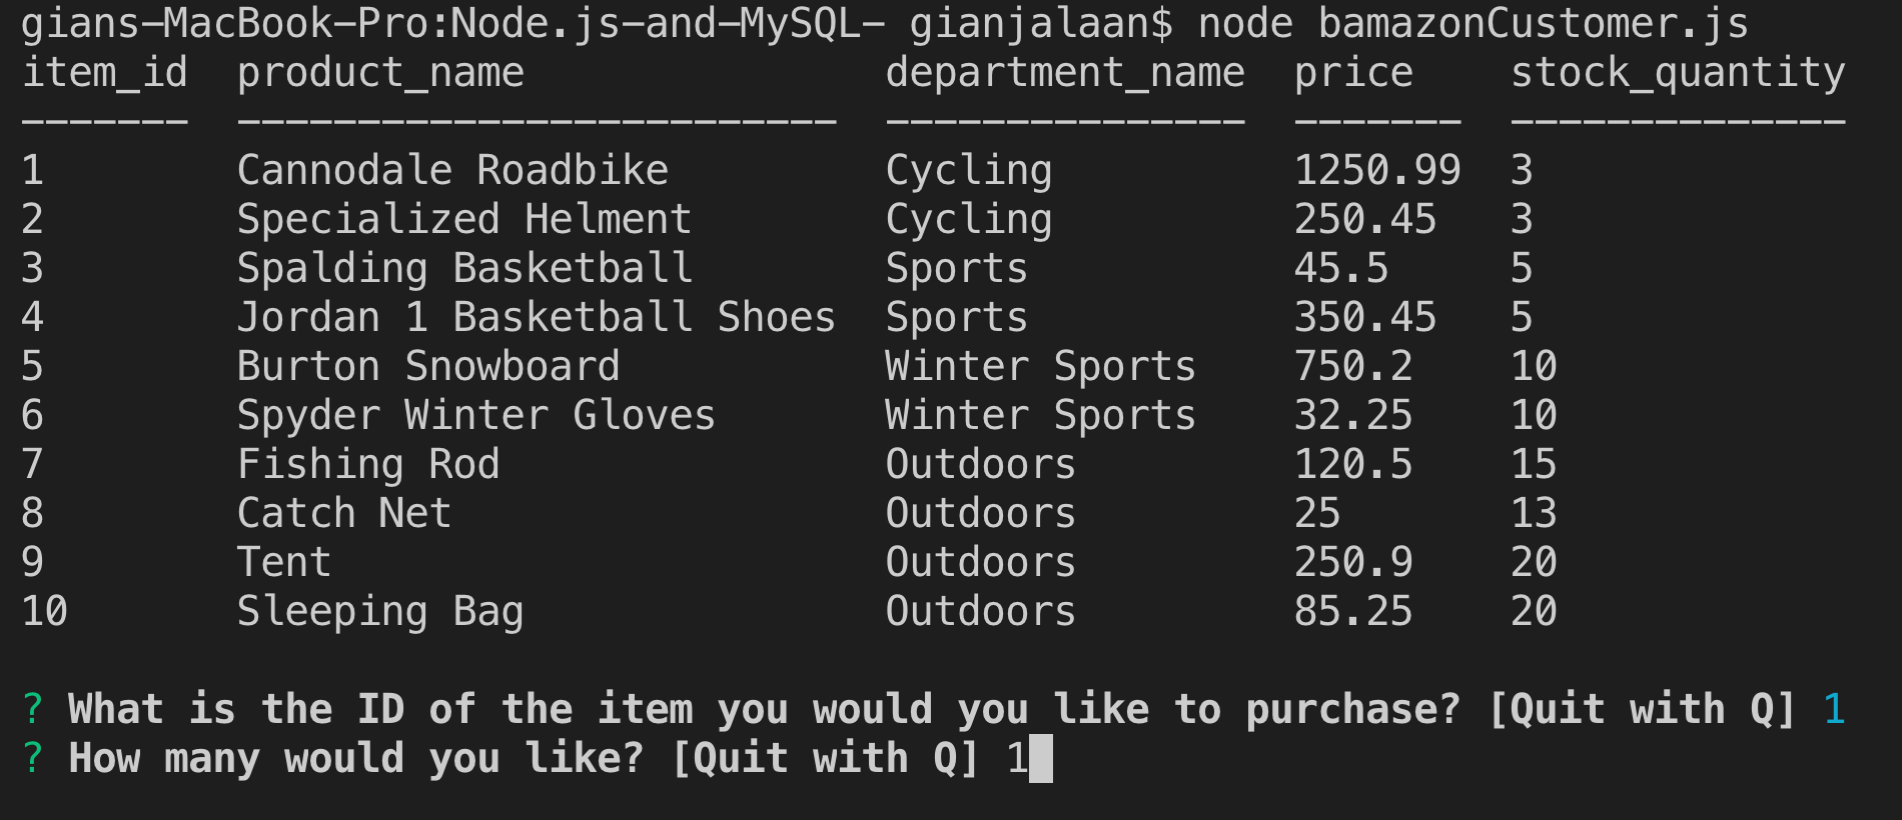 gians-MacBook-Pro:Node.js-and-MySQL- gianjalaan$ node bamazonCustomer.js
item_id  product_name               department_name  price    stock_quantity
-------  -------------------------  ---------------  -------  --------------
1        Cannodale Roadbike         Cycling          1250.99  3
2        Specialized Helment        Cycling          250.45   3
3        Spalding Basketball        Sports           45.5     5
4        Jordan 1 Basketball Shoes  Sports           350.45   5
5        Burton Snowboard           Winter Sports    750.2    10
6        Spyder Winter Gloves       Winter Sports    32.25    10
7        Fishing Rod                Outdoors         120.5    15
8        Catch Net                  Outdoors         25       13
9        Tent                       Outdoors         250.9    20
10       Sleeping Bag               Outdoors         85.25    20
? What is the ID of the item you would you like to purchase? [Quit with Q] 1
? How many would you like? [Quit with Q] 1